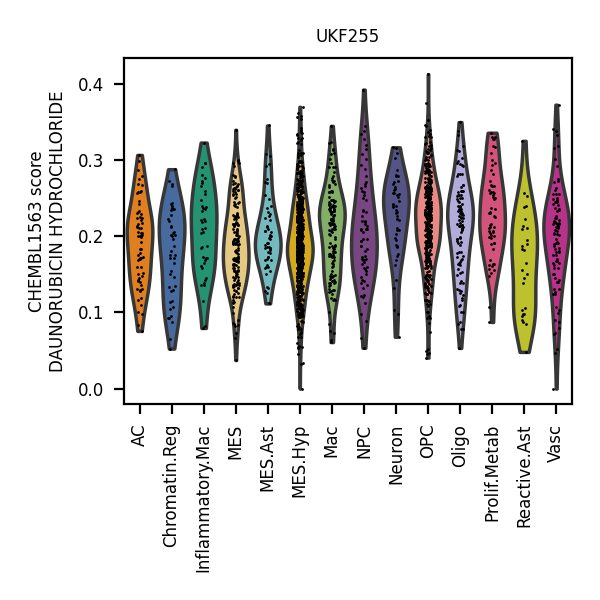 UKF255
CHEMBL1563 score
DAUNORUBICIN HYDROCHLORIDE
0.4
0.3
0.2
0.1
0.0
AC
Chromatin.Reg
Inflammatory.Mac
MES
MES.Ast
MES.Hyp
Mac
NPC
Neuron
OPC
Oligo
Prolif.Metab
Reactive.Ast
Vasc